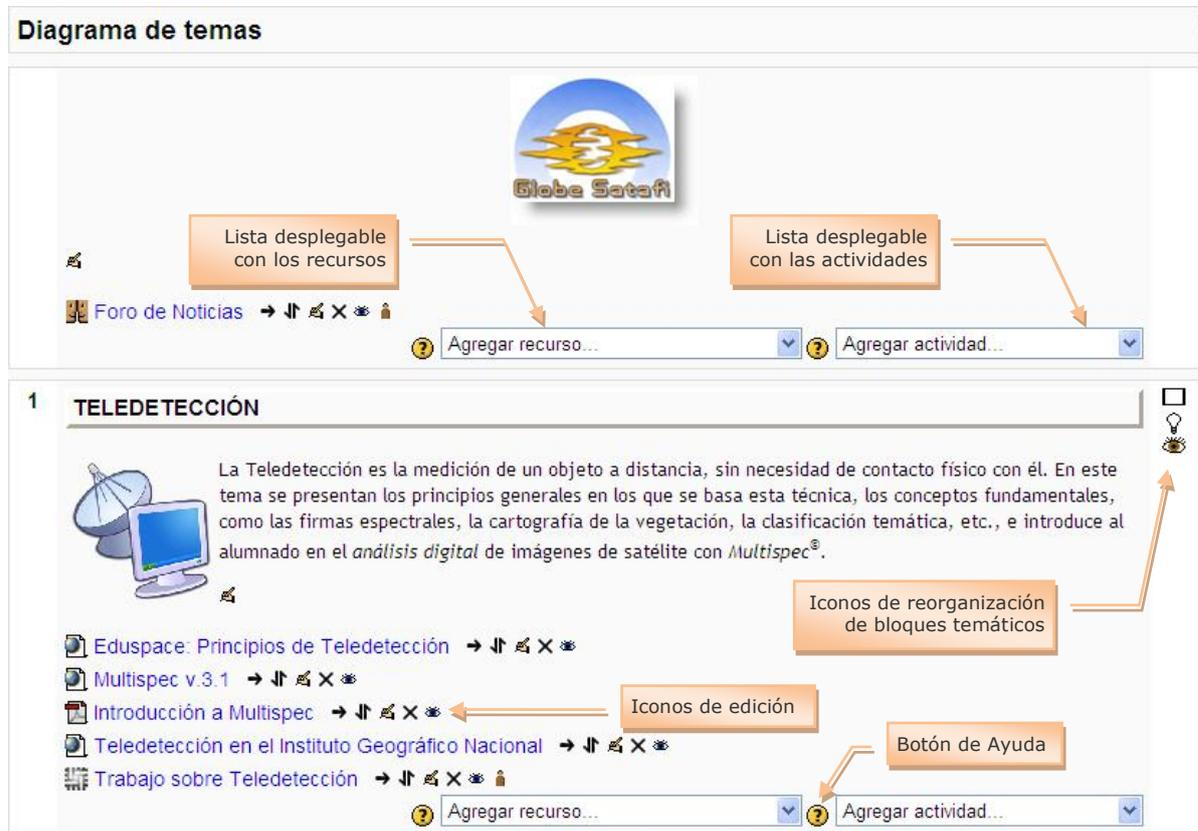 Diagrama de temas
Globe Satafi
Lista desplegable
con los recursos
Lista desplegable
con las actividades
Foro de Noticias
Agregar recurso...
Agregar actividad...
1
TELEDETECCIÓN
La Teledetección es la medición de un objeto a distancia, sin necesidad de contacto físico con él. En este
tema se presentan los principios generales en los que se basa esta técnica, los conceptos fundamentales,
como las firmas espectrales, la cartografía de la vegetación, la clasificación temática, etc., e introduce al
alumnado en el análisis digital de imágenes de satélite con Multispec®.
Iconos de reorganización
de bloques temáticos
Eduspace: Principios de Teledetección
Multispec v.3.1
Introducción a Multispec
Iconos de edición
Teledetección en el Instituto Geográfico Nacional
Botón de Ayuda
Trabajo sobre Teledetección
Agregar recurso...
Agregar actividad...